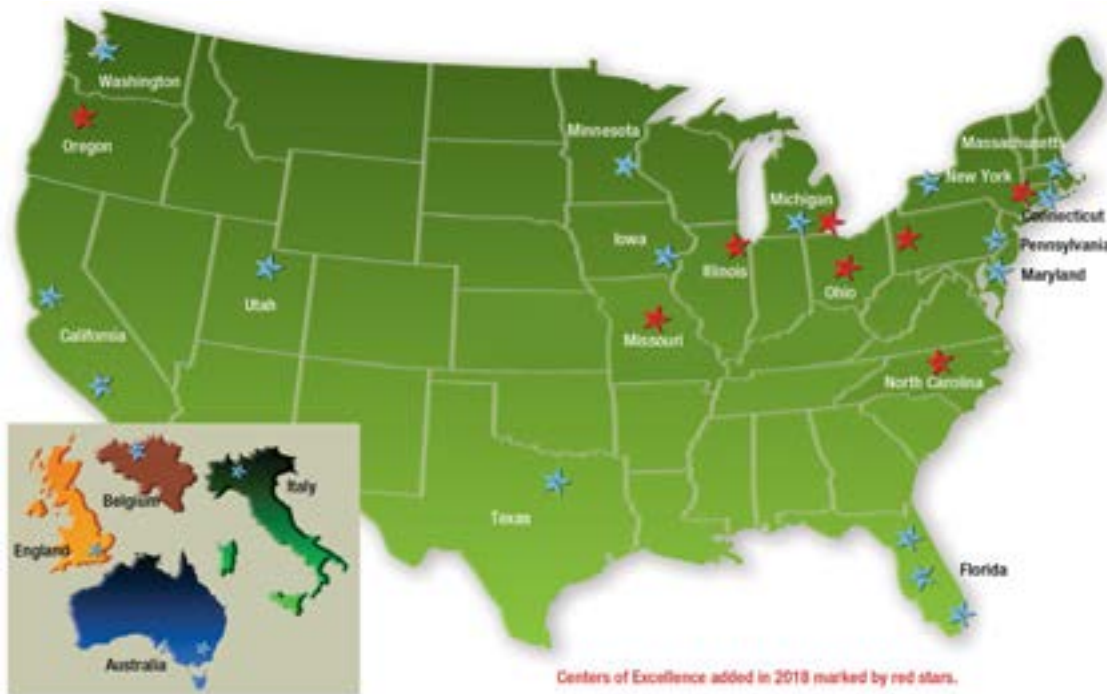 Washington
Oregon
Minnesota
Massachusetts
New York
Michigan
Connecticut
Iowa
Pennsylvania
Illinois
Ohio
Maryland
Utah
California
Missouri
North Carolina
Italy
Belgium
England
Texas
Florida
Australia
Centers of Excellence added in 2018 marked by red stars.